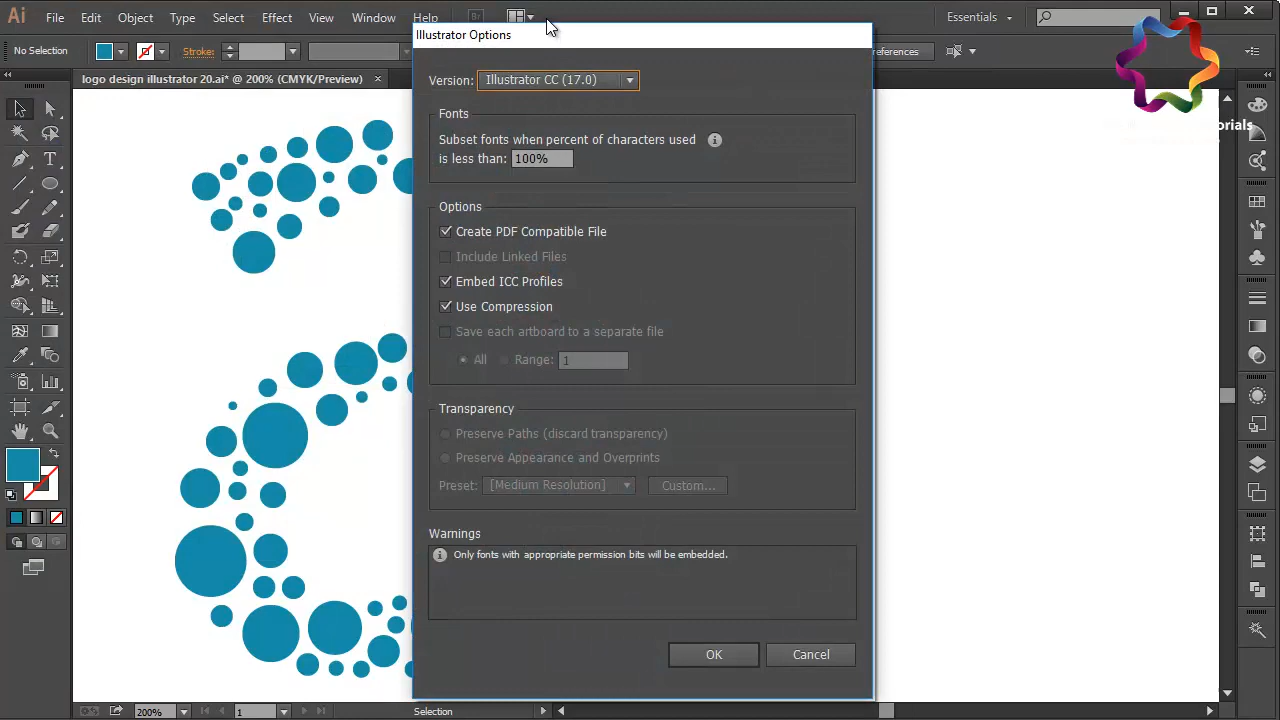 Ai File Edit Object Type Select Effect View Window Help Br Essentials
Illustrator Options
No Selection Stroke: references
logo design illustrator 20.ai* @ 200% (CMYK/Preview)
Version: Illustrator CC (17.0)
Fonts
Subset fonts when percent of characters used
is less than: 100%
Options
Create PDF Compatible File
Include Linked Files
Embed ICC Profiles
Use Compression
Save each artboard to a separate file
All Range: 1
Transparency
Preserve Paths (discard transparency)
Preserve Appearance and Overprints
Preset: [Medium Resolution] Custom...
Warnings
Only fonts with appropriate permission bits will be embedded.
OK Cancel
200% 1 Selection